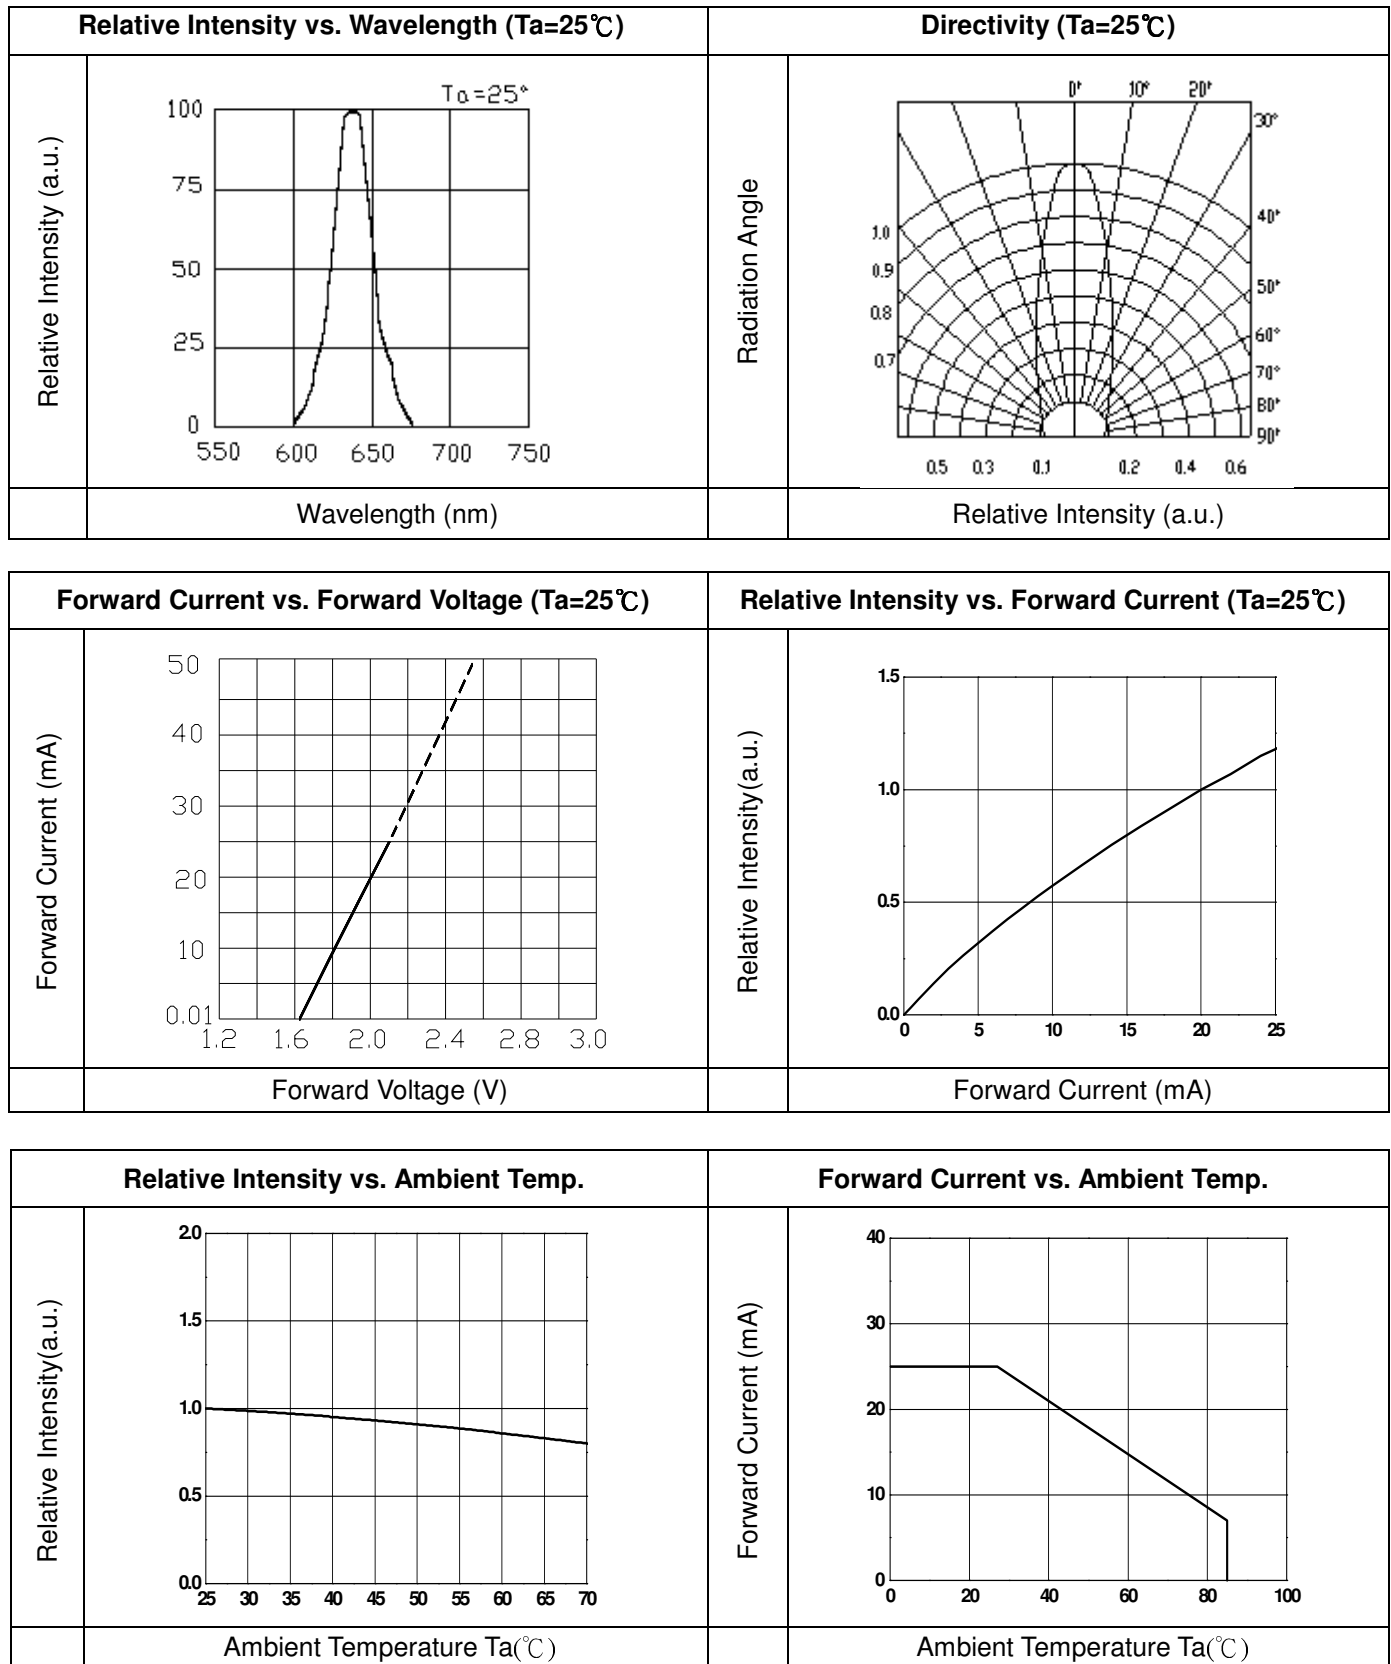 Relative Intensity vs. Wavelength (Ta=25℃)
Directivity (Ta=25℃)
Relative Intensity (a.u.)
Ta=25°
100
75
50
25
0
550 600 650 700 750
Wavelength (nm)
Radiation Angle
0° 10° 20°
30°
40°
50°
60°
70°
80°
90°
1.0
0.9
0.8
0.7
0.5 0.3 0.1 0.2 0.4 0.6
Relative Intensity (a.u.)
Forward Current vs. Forward Voltage (Ta=25℃)
Relative Intensity vs. Forward Current (Ta=25℃)
Forward Current (mA)
50
40
30
20
10
0.01
1.2 1.6 2.0 2.4 2.8 3.0
Forward Voltage (V)
Relative Intensity(a.u.)
1.5
1.0
0.5
0.0
0 5 10 15 20 25
Forward Current (mA)
Relative Intensity vs. Ambient Temp.
Forward Current vs. Ambient Temp.
Relative Intensity(a.u.)
2.0
1.5
1.0
0.5
0.0
25 30 35 40 45 50 55 60 65 70
Ambient Temperature Ta(℃)
Forward Current (mA)
40
30
20
10
0
0 20 40 60 80 100
Ambient Temperature Ta(℃)